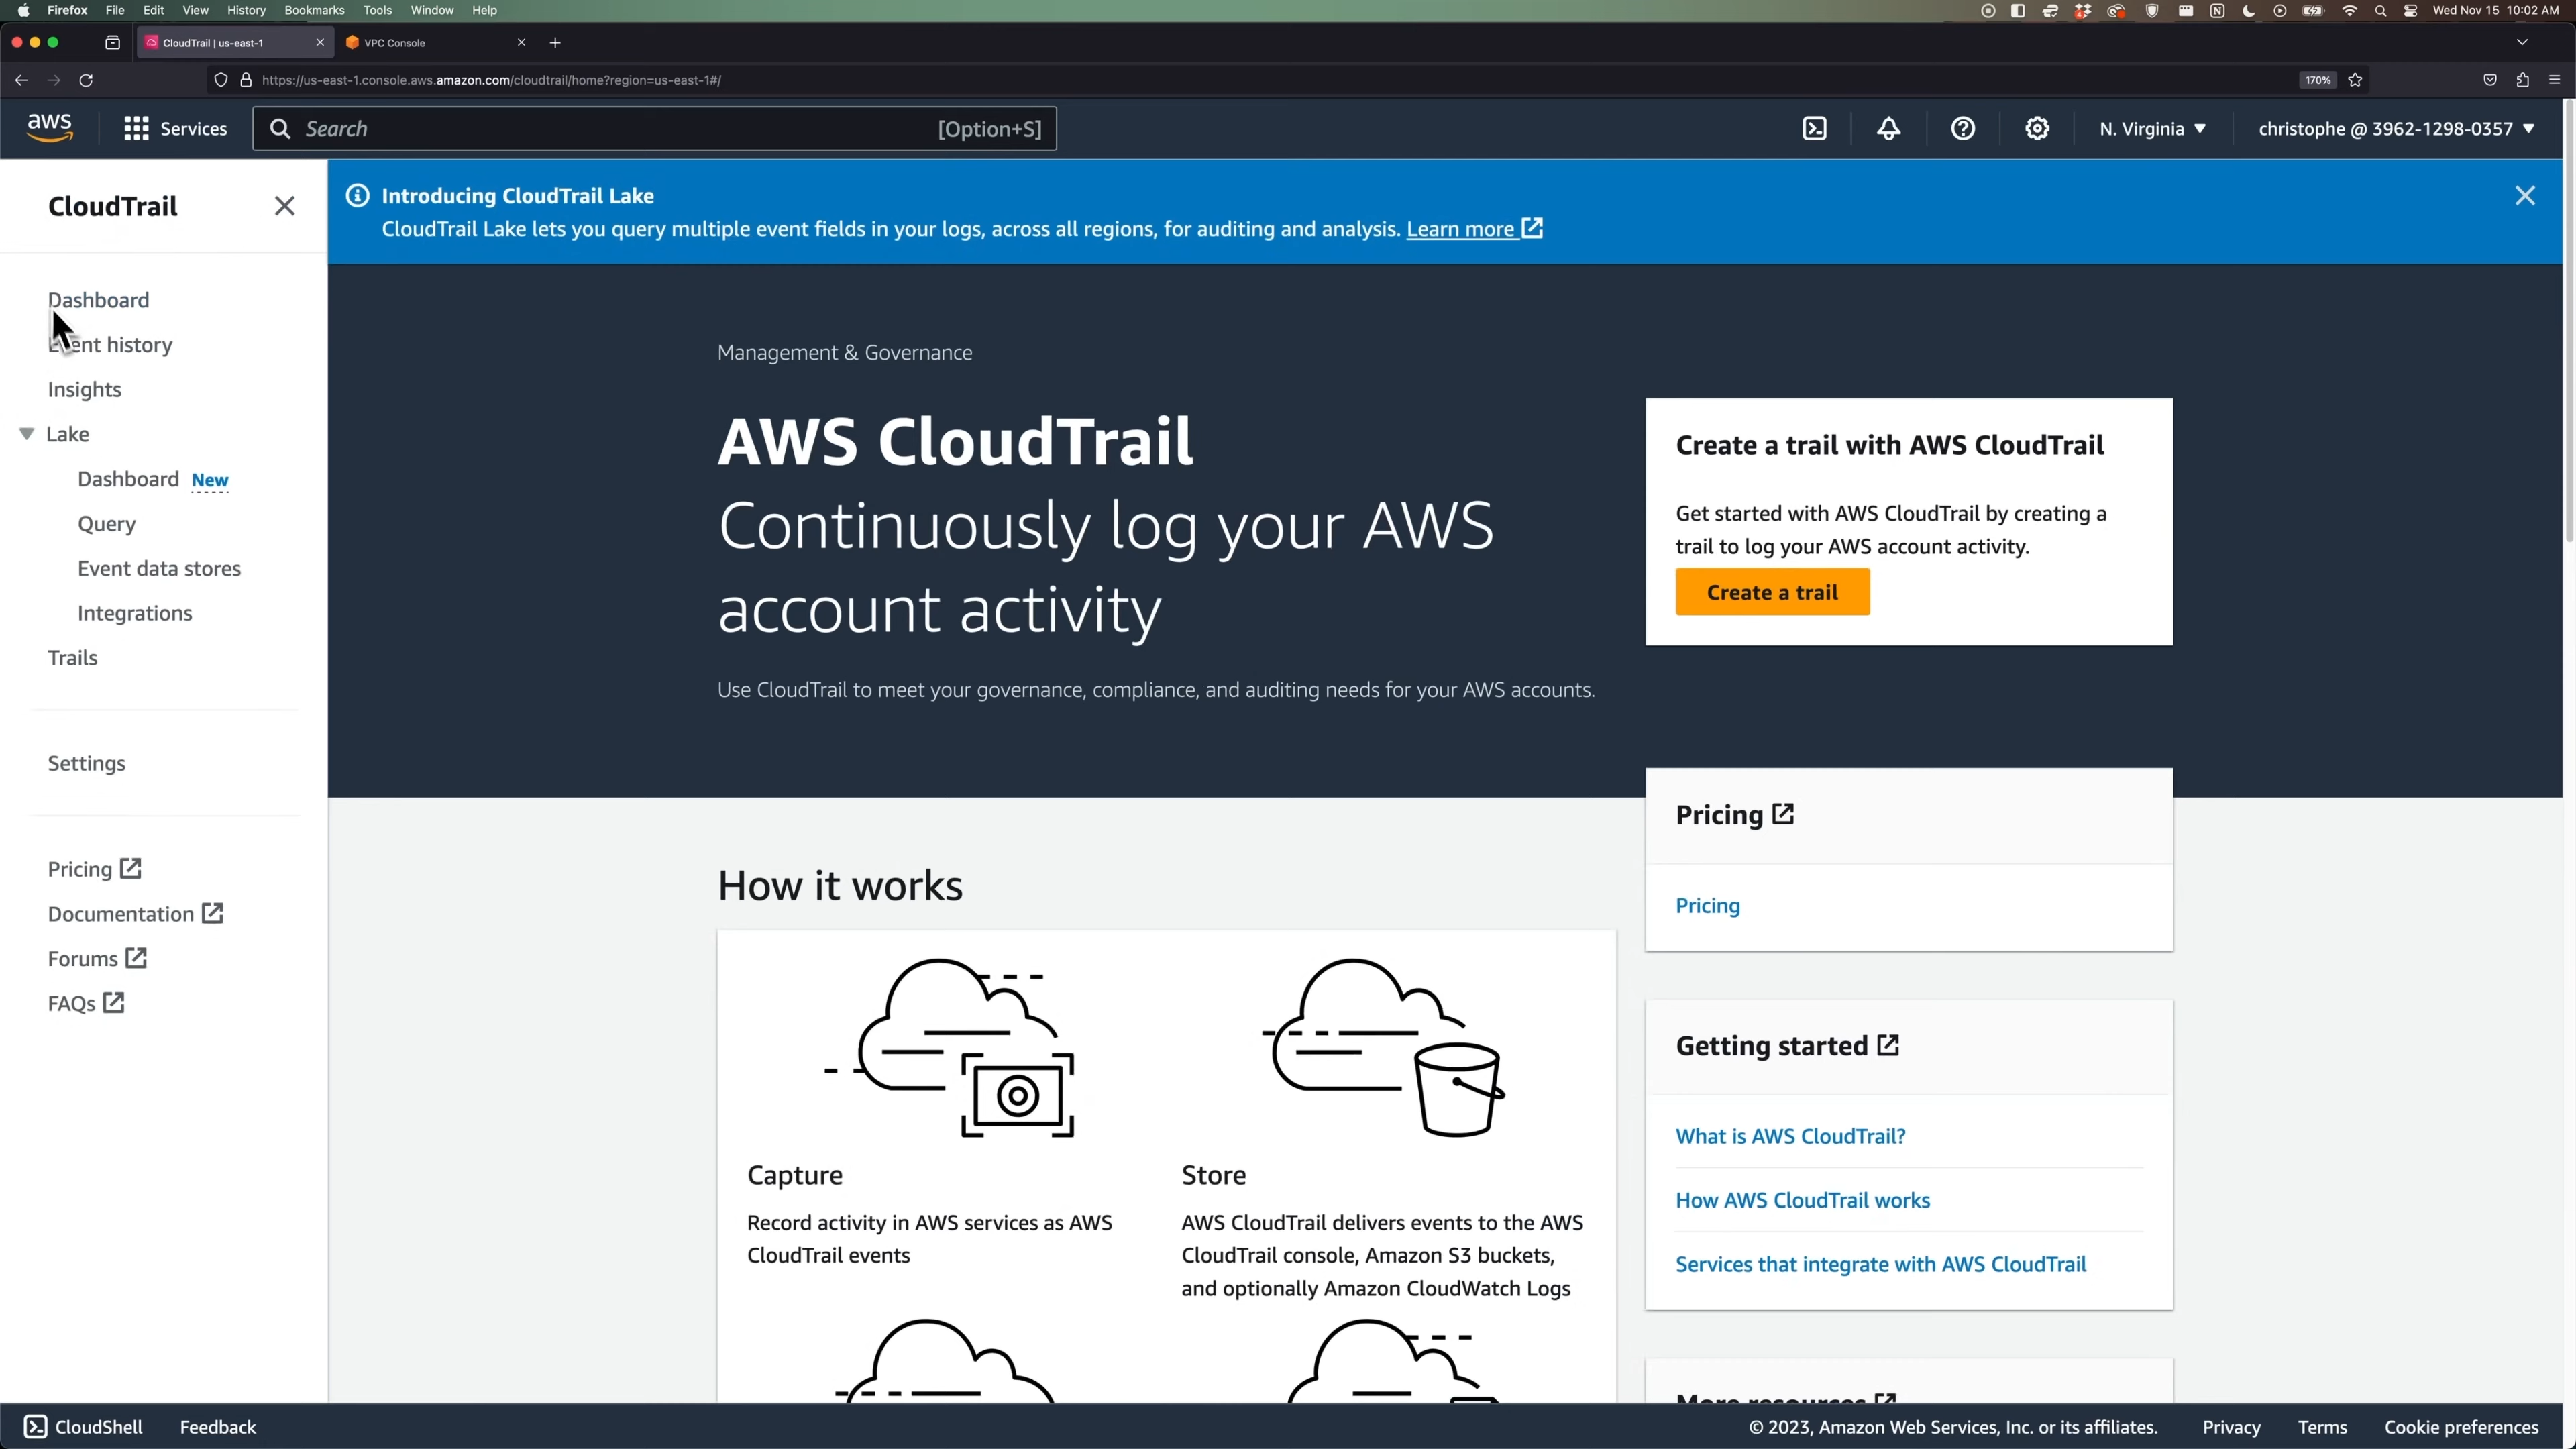 Firefox File Edit View History Bookmarks Tools Window Help
Wed Nov 15 10:02 AM
CloudTrail | us-east-1
VPC Console
https://us-east-1.console.aws.amazon.com/cloudtrail/home?region=us-east-1#/
170%
aws
Services
Search
[Option+S]
N. Virginia
christophe @ 3962-1298-0357
CloudTrail
Dashboard
Event history
Insights
Lake
Dashboard New
Query
Event data stores
Integrations
Trails
Settings
Pricing
Documentation
Forums
FAQs
Introducing CloudTrail Lake
CloudTrail Lake lets you query multiple event fields in your logs, across all regions, for auditing and analysis. Learn more
Management & Governance
AWS CloudTrail
Continuously log your AWS
account activity
Use CloudTrail to meet your governance, compliance, and auditing needs for your AWS accounts.
Create a trail with AWS CloudTrail
Get started with AWS CloudTrail by creating a
trail to log your AWS account activity.
Create a trail
How it works
Capture
Record activity in AWS services as AWS
CloudTrail events
Store
AWS CloudTrail delivers events to the AWS
CloudTrail console, Amazon S3 buckets,
and optionally Amazon CloudWatch Logs
Pricing
Pricing
Getting started
What is AWS CloudTrail?
How AWS CloudTrail works
Services that integrate with AWS CloudTrail
More resources
CloudShell
Feedback
© 2023, Amazon Web Services, Inc. or its affiliates.
Privacy
Terms
Cookie preferences